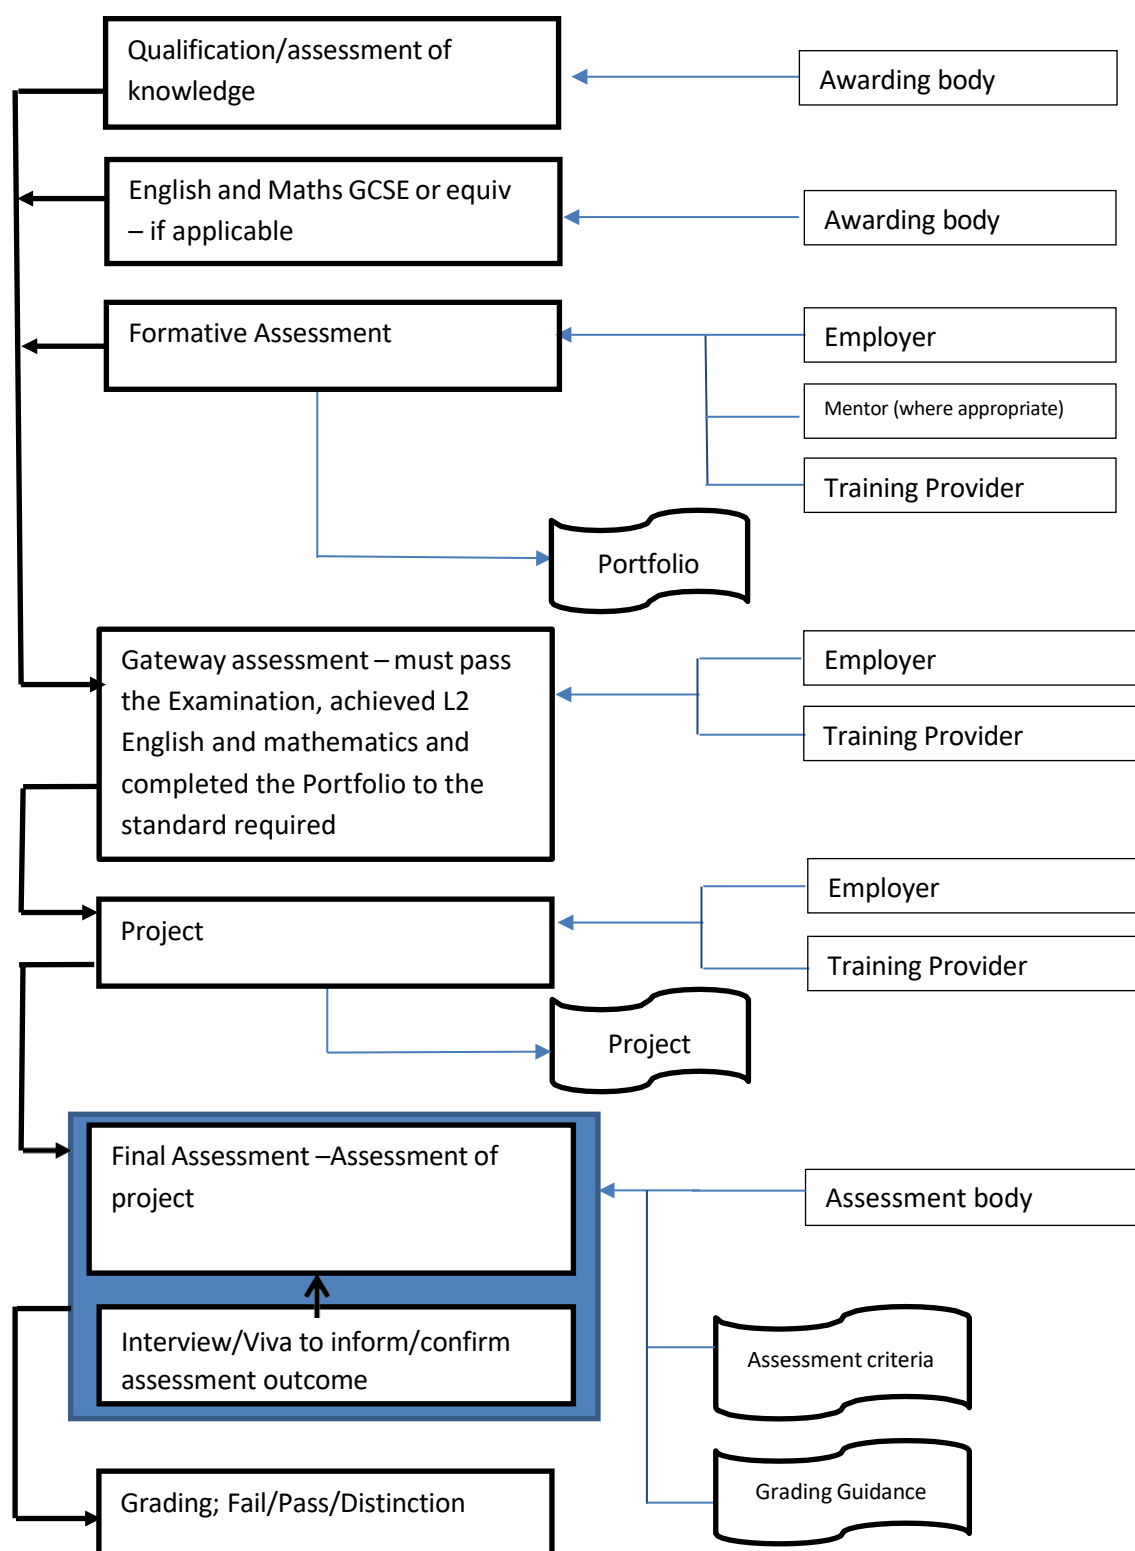 Qualification/assessment of
knowledge
Awarding body
English and Maths GCSE or equiv
– if applicable
Awarding body
Formative Assessment
Employer
Mentor (where appropriate)
Training Provider
Portfolio
Gateway assessment – must pass
the Examination, achieved L2
English and mathematics and
completed the Portfolio to the
standard required
Employer
Training Provider
Project
Employer
Training Provider
Project
Final Assessment –Assessment of
project
Assessment body
Interview/Viva to inform/confirm
assessment outcome
Assessment criteria
Grading Guidance
Grading; Fail/Pass/Distinction